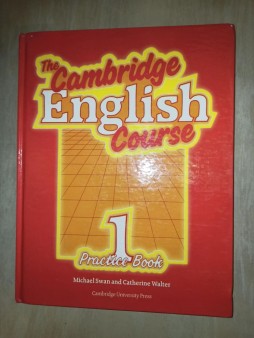 The
Cambridge
English
Course
1
Practice Book
Michael Swan and Catherine Walter
Cambridge University Press